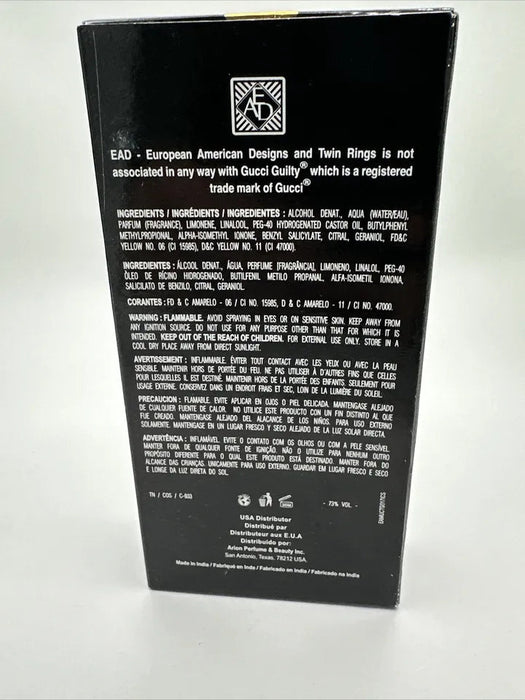 EAD
EAD - European American Designs and Twin Rings is not
associated in any way with Gucci Guilty® which is a registered
trade mark of Gucci®
INGREDIENTS / INGRÉDIENTS / INGREDIENTES : ALCOHOL DENAT., AQUA (WATER/EAU),
PARFUM (FRAGRANCE), LIMONENE, LINALOOL, PEG-40 HYDROGENATED CASTOR OIL, BUTYLPHENYL
METHYLPROPIONAL, ALPHA-ISOMETHYL IONONE, BENZYL SALICYLATE, CITRAL, GERANIOL, FD&C
YELLOW NO. 06 (CI 15985), D&C YELLOW NO. 11 (CI 47000).
INGREDIENTES : ÁLCOOL DENAT., ÁGUA, PERFUME [FRAGRÂNCIA], LIMONENO, LINALOL, PEG-40
ÓLEO DE RÍCINO HIDROGENADO, BUTILFENIL METILO PROPANAL, ALFA-ISOMETIL IONONA,
SALICILATO DE BENZILO, CITRAL, GERANIOL.
CORANTES : FD & C AMARELO - 06 / CI NO. 15985, D & C AMARELO - 11 / CI NO. 47000.
WARNING : FLAMMABLE. AVOID SPRAYING IN EYES OR ON SENSITIVE SKIN. KEEP AWAY FROM
ANY IGNITION SOURCE. DO NOT USE FOR ANY PURPOSE OTHER THAN THAT FOR WHICH IT IS
INTENDED. KEEP OUT OF THE REACH OF CHILDREN. FOR EXTERNAL USE ONLY. STORE IN A
COOL DRY PLACE AWAY FROM DIRECT SUNLIGHT.
AVERTISSEMENT : INFLAMMABLE. ÉVITER TOUT CONTACT AVEC LES YEUX OU AVEC LA PEAU
SENSIBLE. MAINTENIR HORS DE PORTÉE DU FEU. NE PAS UTILISER À D'AUTRES FINS QUE CELLES
POUR LESQUELLES IL EST DESTINÉ. MAINTENIR HORS DE LA PORTÉE DES ENFANTS. SEULEMENT POUR
USAGE EXTERNE. CONSERVEZ DANS UN ENDROIT FRAIS ET SEC, LOIN DE LA LUMIÈRE DU SOLEIL.
PRECAUCION : FLAMABLE. EVITE APLICAR EN OJOS O PIEL DELICADA. MANTENGASE ALEJADO
DE CUALQUIER FUENTE DE CALOR. NO UTILICE ESTE PRODUCTO CON UN FIN DISTINTO AL QUE
FUE CREADO. MANTENGASE ALEJADO DEL ALACANCE DE LOS NIÑOS. PARA USO EXTERNO
SOLAMENTE. MANTENGASE EN UN LUGAR FRESCO Y SECO ALEJADO DE LA LUZ SOLAR DIRECTA.
ADVERTÊNCIA : INFLAMÁVEL. EVITE O CONTATO COM OS OLHOS OU COM A PELE SENSÍVEL.
MANTER FORA DE QUALQUER FONTE DE IGNIÇÃO. NÃO O UTILIZE PARA NENHUM OUTRO
PROPÓSITO DIFERENTE PARA O QUAL ESTE PRODUTO ESTÁ DESTINADO. MANTER FORA DO
ALCANCE DAS CRIANÇAS. UNICAMENTE PARA USO EXTERNO. GUARDAR EM LUGAR FRESCO E SECO
E LONGE DA LUZ DIRETA DO SOL.
TN / COS / C-933
- 73% VOL. -
USA Distributor
Distribué par
Distributeur aux E.U.A
Distribuido por:
Arlon Perfume & Beauty Inc.
San Antonio, Texas. 78212 USA.
Made in India / Fabriqué en Inde / Fabricado en India / Fabricado na Índia